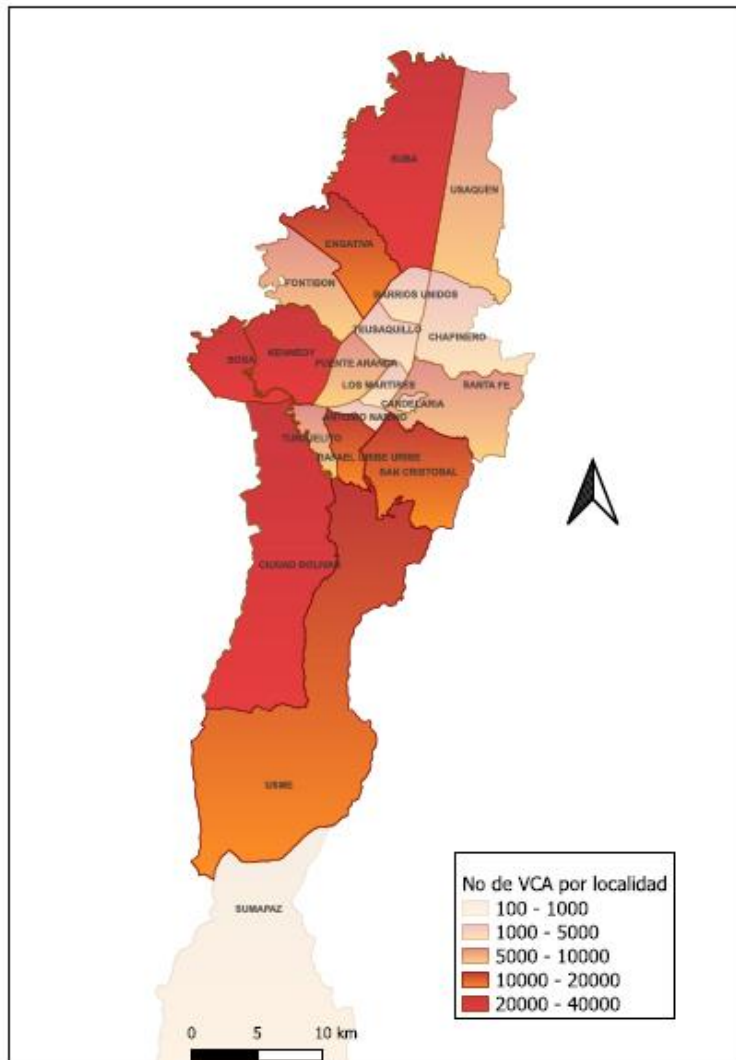 SUBA
USAQUEN
ENGATIVA
FONTIBON
BARRIOS UNIDOS
TEUSAQUILLO
CHAPINERO
BOSA
KENNEDY
PUENTE ARANDA
LOS MARTIRES
SANTA FE
CANDELARIA
ANTONIO NARIÑO
TUNJUELITO
RAFAEL URIBE URIBE
SAN CRISTOBAL
CIUDAD BOLIVAR
USME
SUMAPAZ
No de VCA por localidad
100 - 1000
1000 - 5000
5000 - 10000
10000 - 20000
20000 - 40000
0 5 10 km